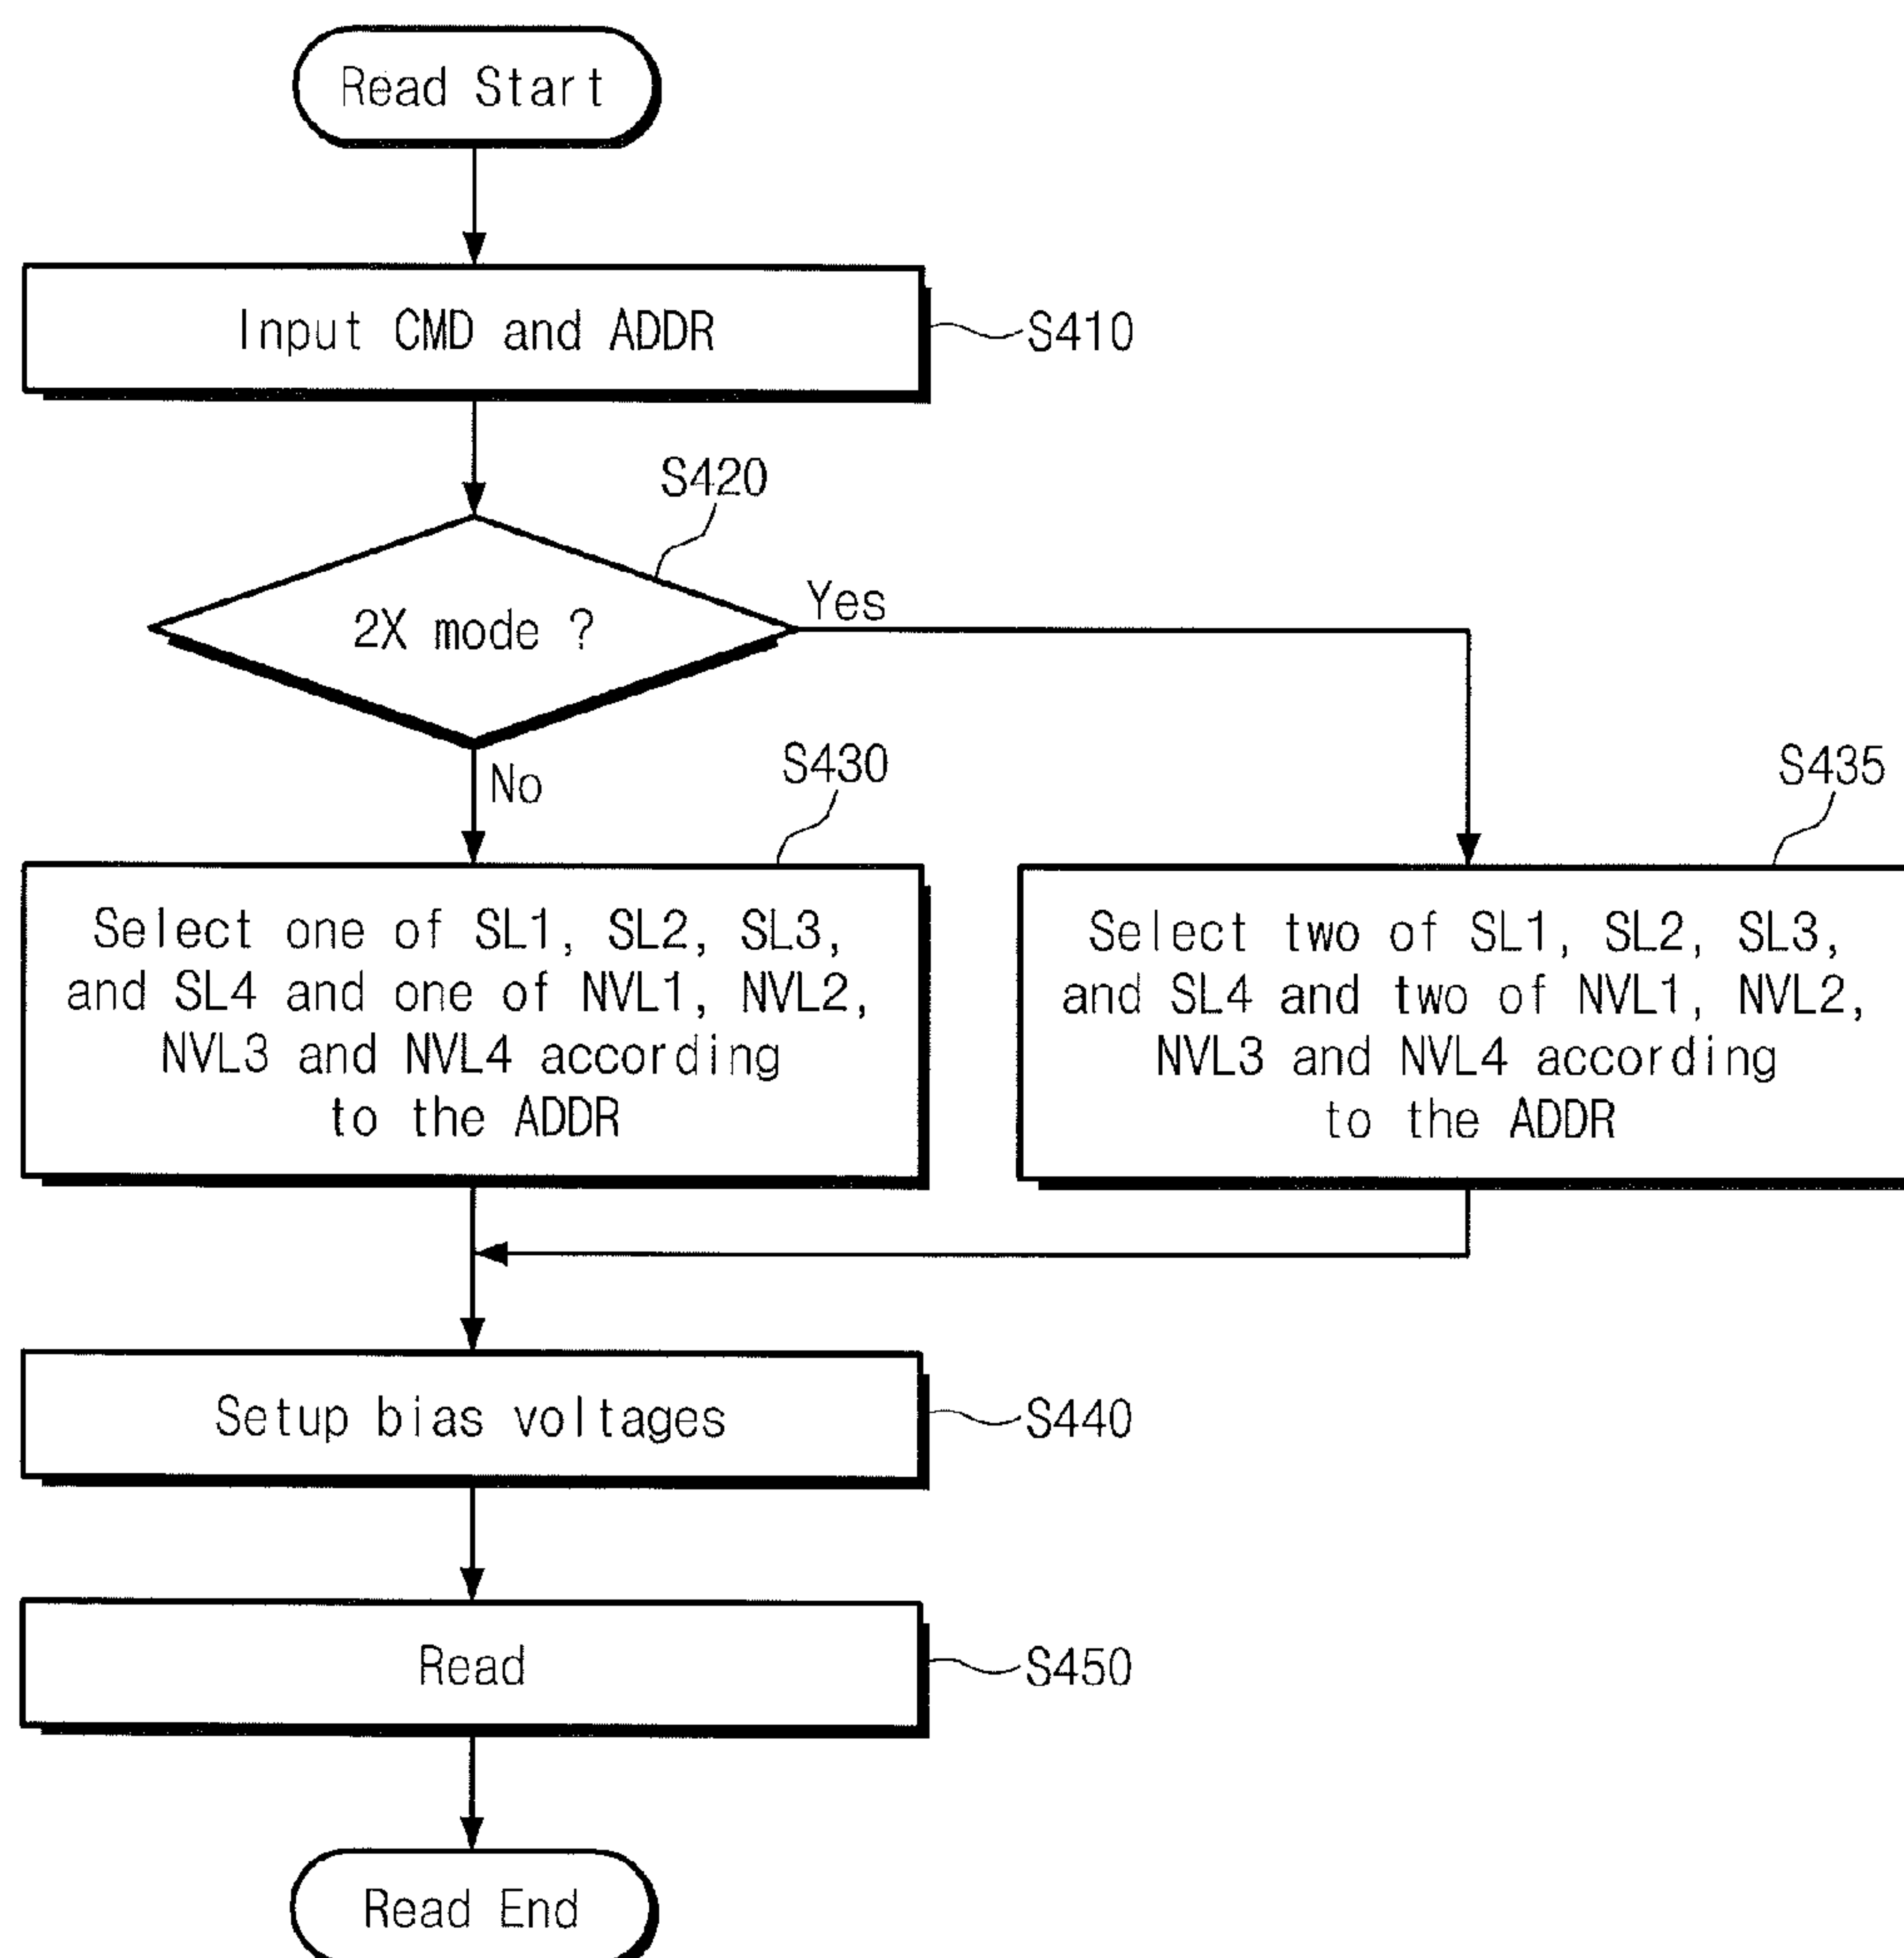 Read Start
Input CMD and ADDR
S410
S420
2X mode ?
Yes
No
S430
S435
Select one of SL1, SL2, SL3,
and SL4 and one of NVL1, NVL2,
NVL3 and NVL4 according
to the ADDR
Select two of SL1, SL2, SL3,
and SL4 and two of NVL1, NVL2,
NVL3 and NVL4 according
to the ADDR
Setup bias voltages
S440
Read
S450
Read End